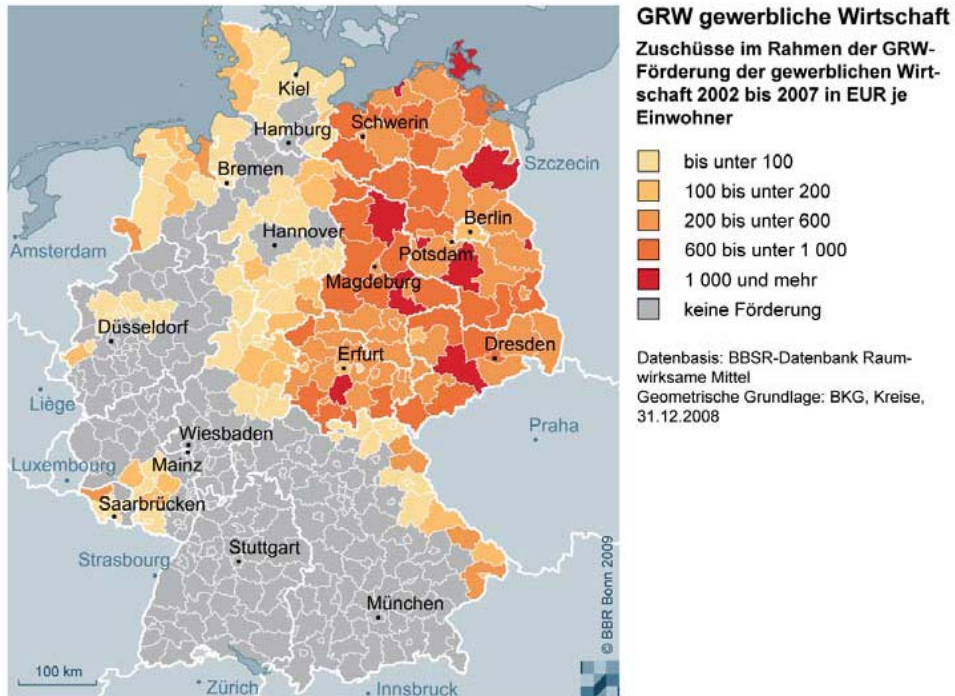 GRW gewerbliche Wirtschaft
Zuschüsse im Rahmen der GRW-
Förderung der gewerblichen Wirt-
schaft 2002 bis 2007 in EUR je
Einwohner
bis unter 100
100 bis unter 200
200 bis unter 600
600 bis unter 1 000
1 000 und mehr
keine Förderung
Datenbasis: BBSR-Datenbank Raum-
wirksame Mittel
Geometrische Grundlage: BKG, Kreise,
31.12.2008
Kiel
Hamburg
Schwerin
Szczecin
Bremen
Berlin
Hannover
Potsdam
Amsterdam
Magdeburg
Düsseldorf
Erfurt
Dresden
Liège
Wiesbaden
Praha
Luxembourg
Mainz
Saarbrücken
Stuttgart
Strasbourg
München
100 km
Zürich
Innsbruck
© BBR Bonn 2009